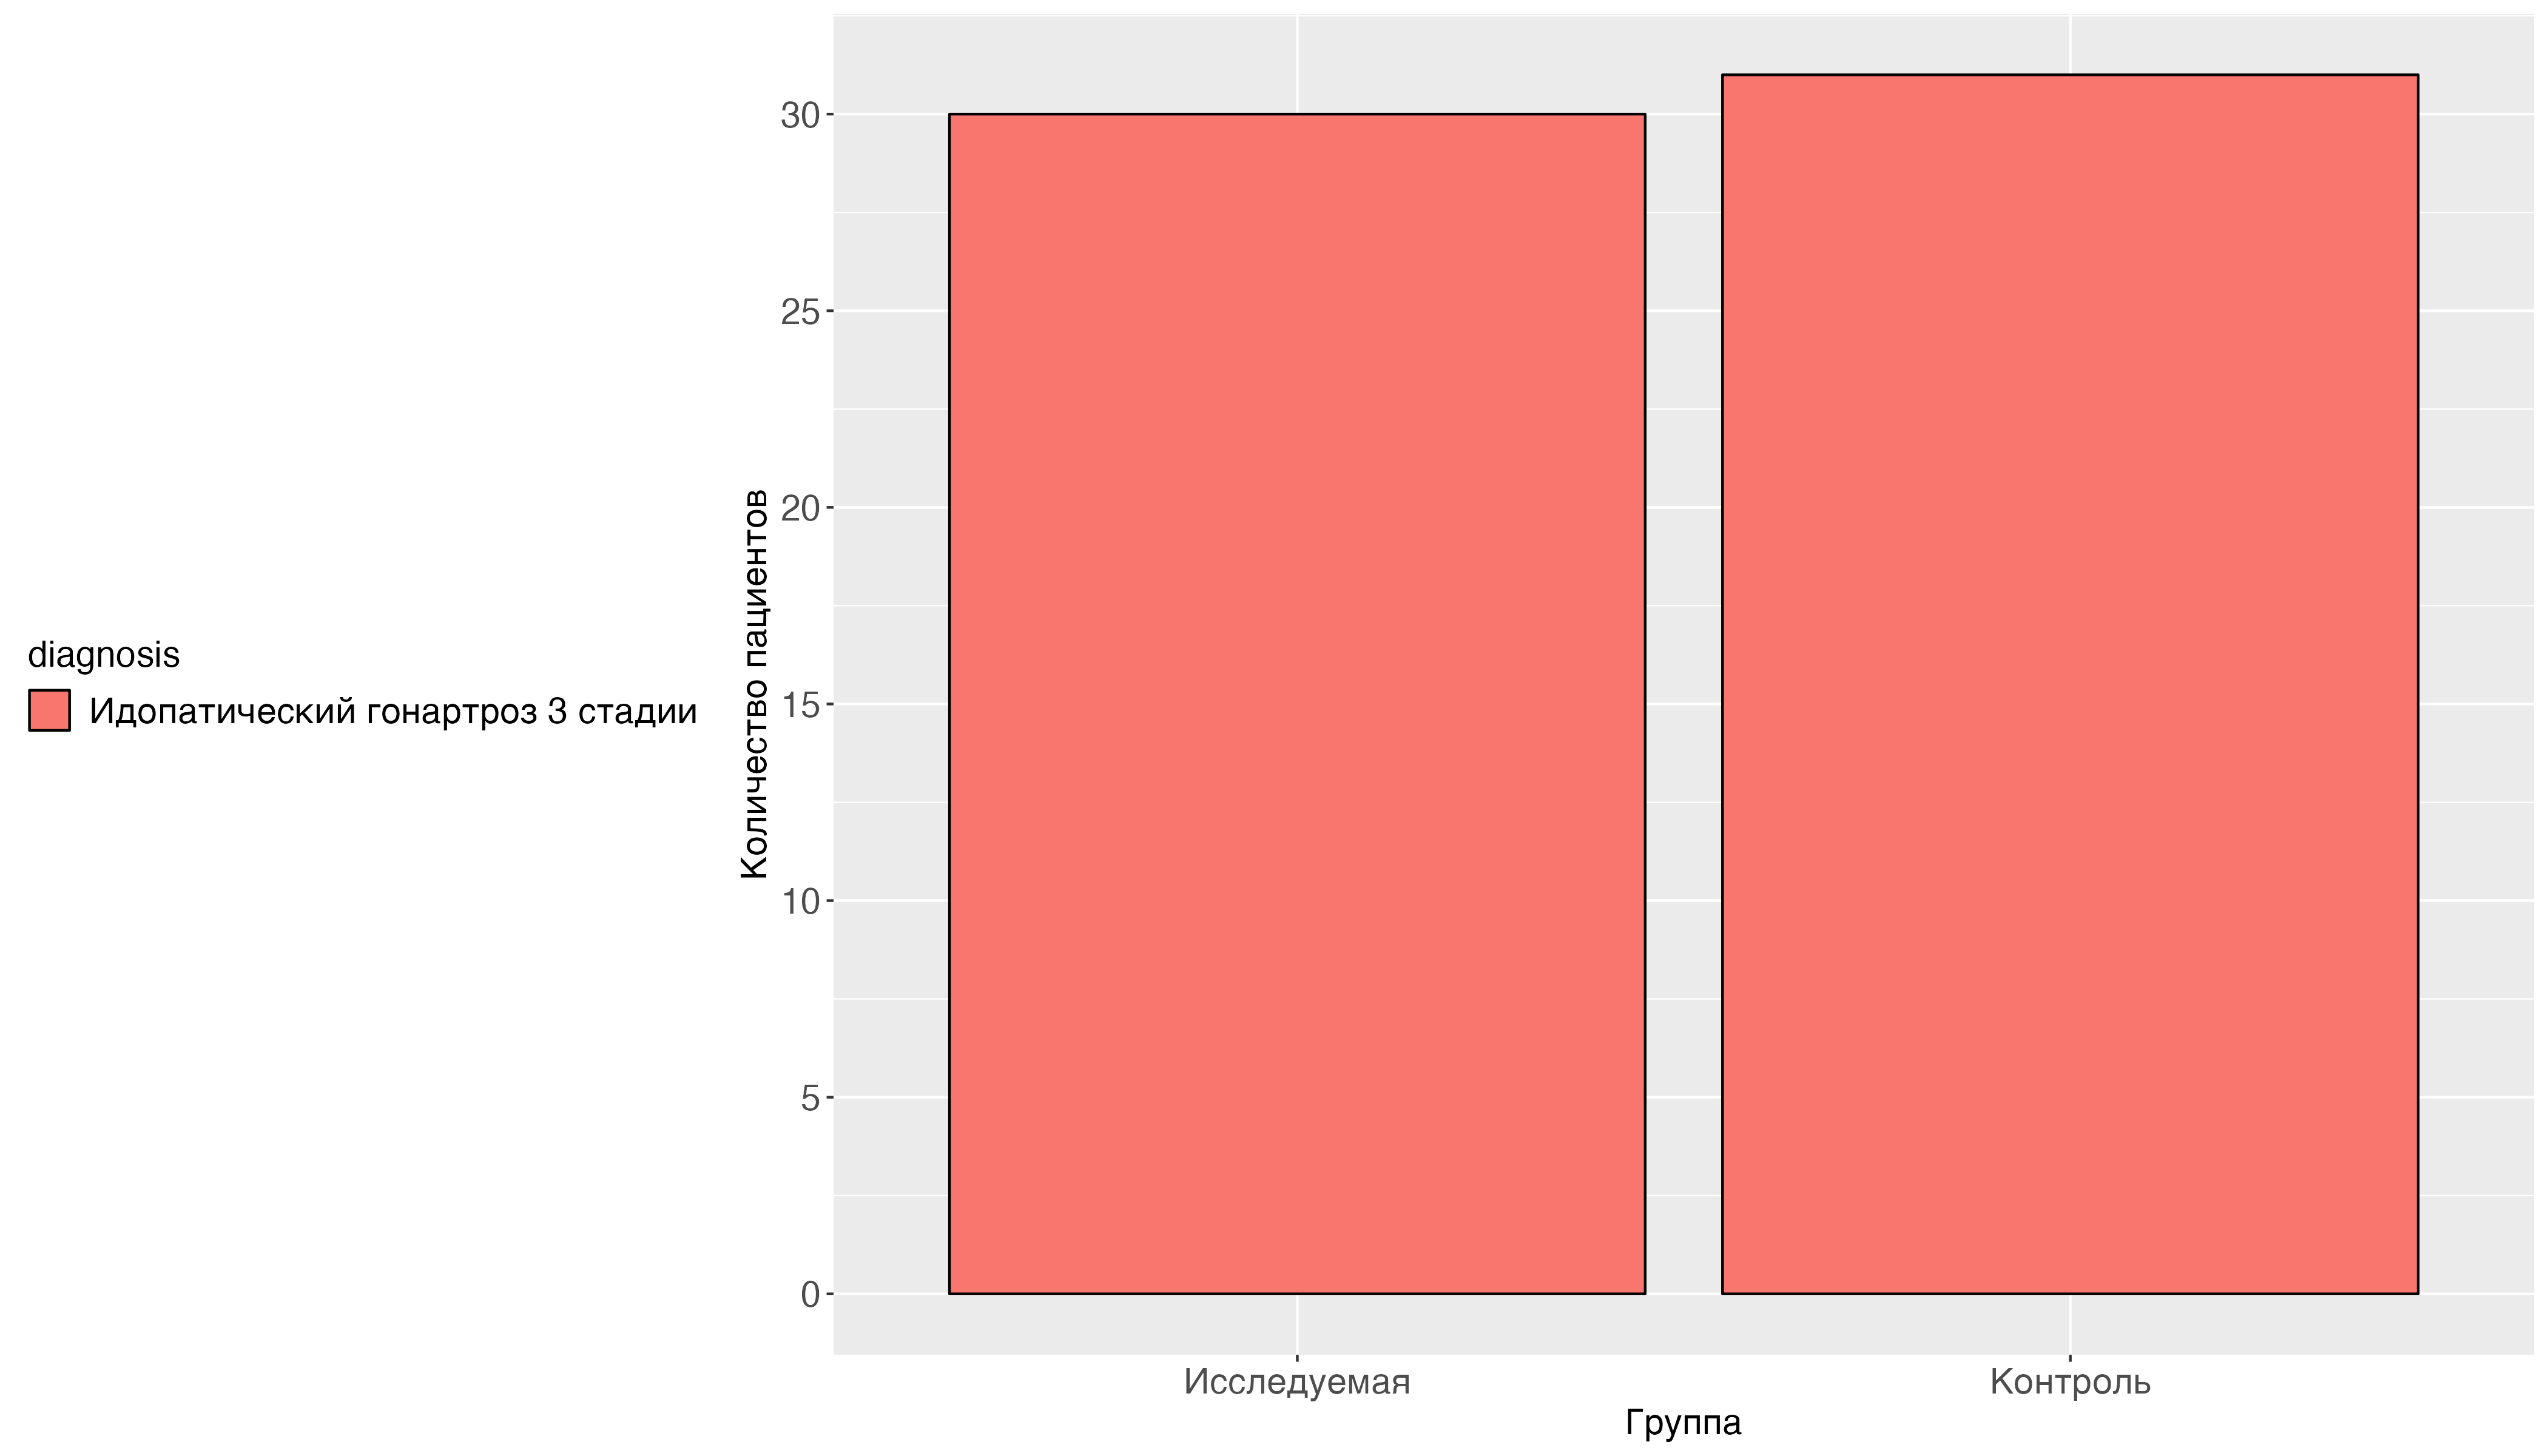 diagnosis
Идопатический гонартроз 3 стадии
Количество пациентов
30
25
20
15
10
5
0
Исследуемая
Контроль
Группа